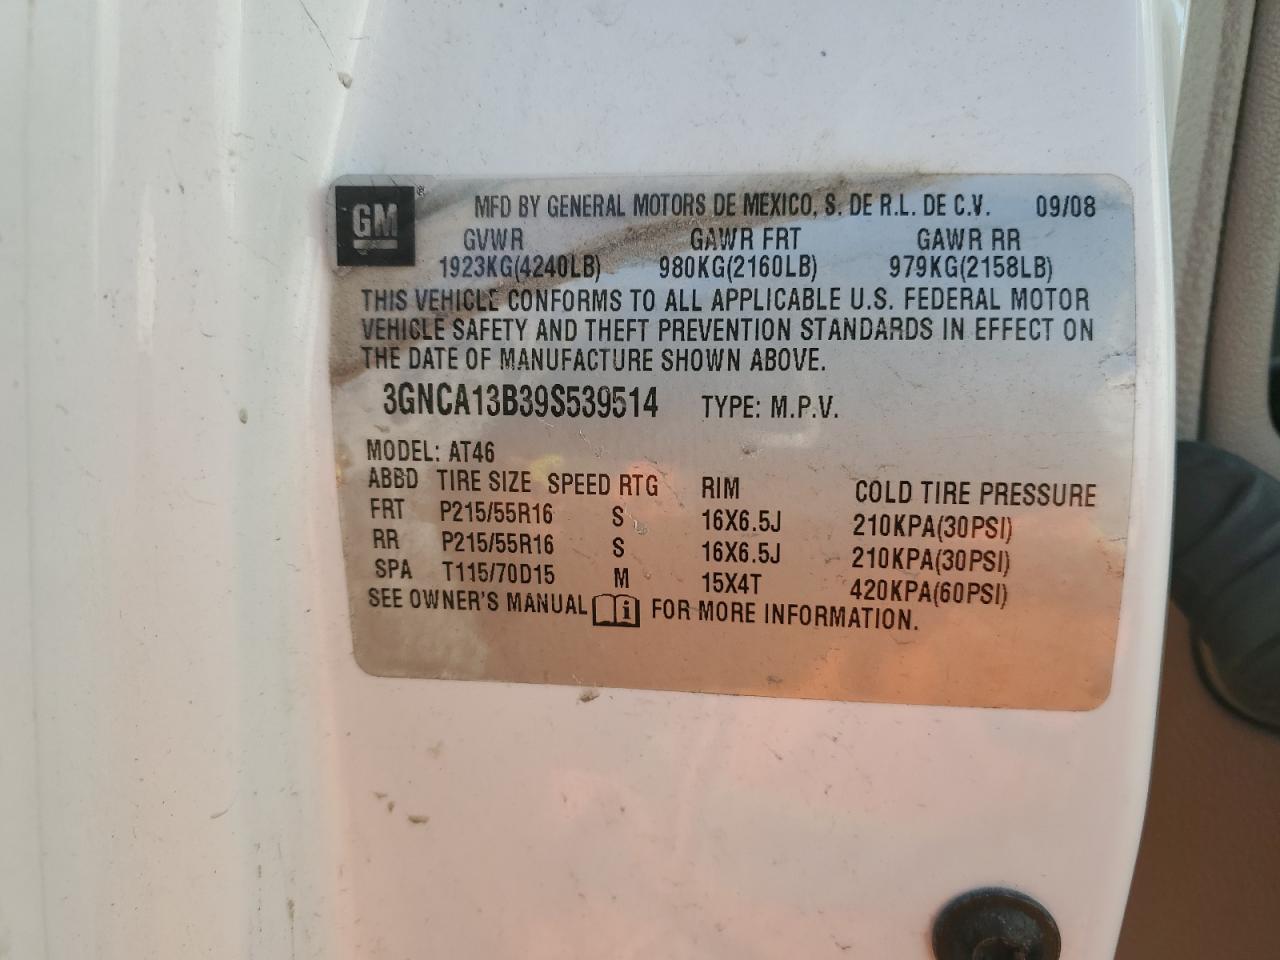 GM®
MFD BY GENERAL MOTORS DE MEXICO, S. DE R.L. DE C.V. 09/08
GVWR GAWR FRT GAWR RR
1923KG(4240LB) 980KG(2160LB) 979KG(2158LB)
THIS VEHICLE CONFORMS TO ALL APPLICABLE U.S. FEDERAL MOTOR
VEHICLE SAFETY AND THEFT PREVENTION STANDARDS IN EFFECT ON
THE DATE OF MANUFACTURE SHOWN ABOVE.
3GNCA13B39S539514 TYPE: M.P.V.
MODEL: AT46
ABBD TIRE SIZE SPEED RTG RIM COLD TIRE PRESSURE
FRT P215/55R16 S 16X6.5J 210KPA(30PSI)
RR P215/55R16 S 16X6.5J 210KPA(30PSI)
SPA T115/70D15 M 15X4T 420KPA(60PSI)
SEE OWNER'S MANUAL FOR MORE INFORMATION.